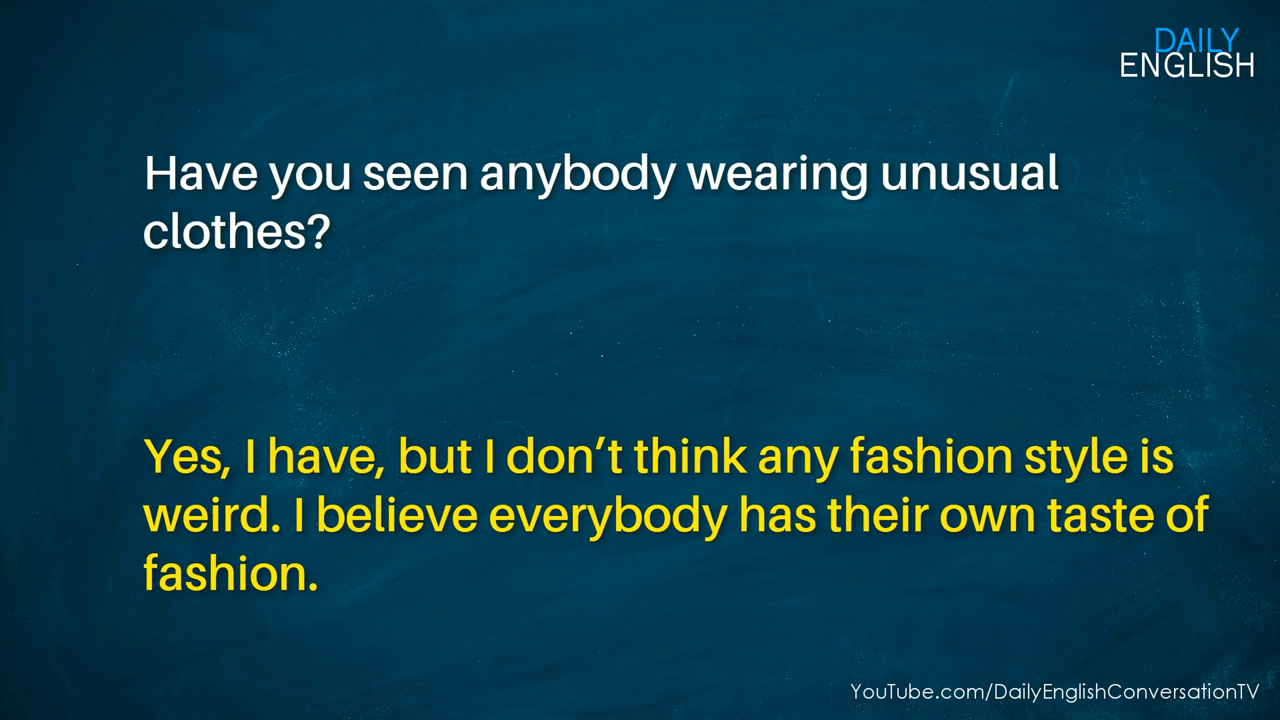 DAILY
ENGLISH
Have you seen anybody wearing unusual
clothes?
Yes, I have, but I don’t think any fashion style is
weird. I believe everybody has their own taste of
fashion.
YouTube.com/DailyEnglishConversationTV